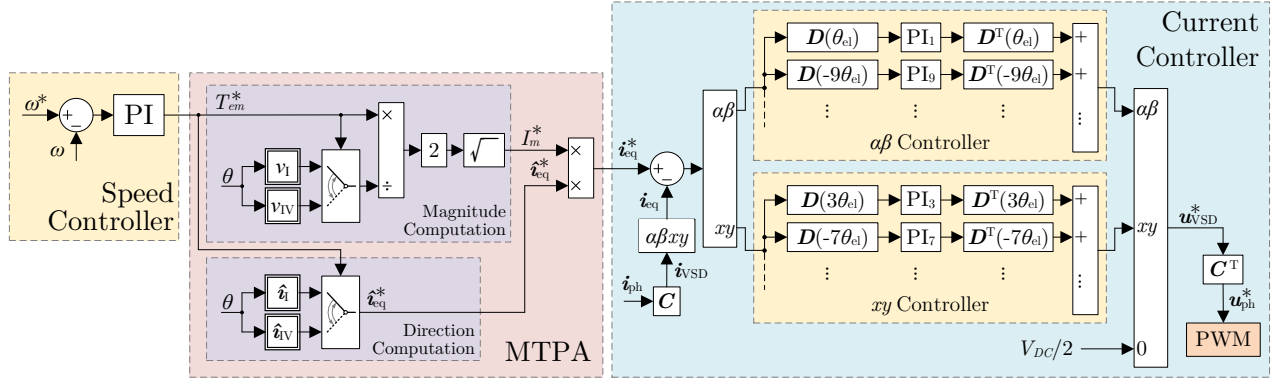 ω*
+
−
ω
PI
Speed
Controller
T*em
θ
vI
vIV
×
÷
2
√
I*m
î*eq
Magnitude
Computation
θ
îI
îIV
î*eq
Direction
Computation
×
×
MTPA
i*eq
+
−
ieq
αβxy
iVSD
iph
C
αβ
xy
D(θel)
PI1
DT(θel)
+
D(-9θel)
PI9
DT(-9θel)
+
⋮
⋮
⋮
⋮
αβ Controller
D(3θel)
PI3
DT(3θel)
+
D(-7θel)
PI7
DT(-7θel)
+
⋮
⋮
⋮
⋮
xy Controller
Current
Controller
αβ
xy
0
VDC/2
u*VSD
CT
u*ph
PWM